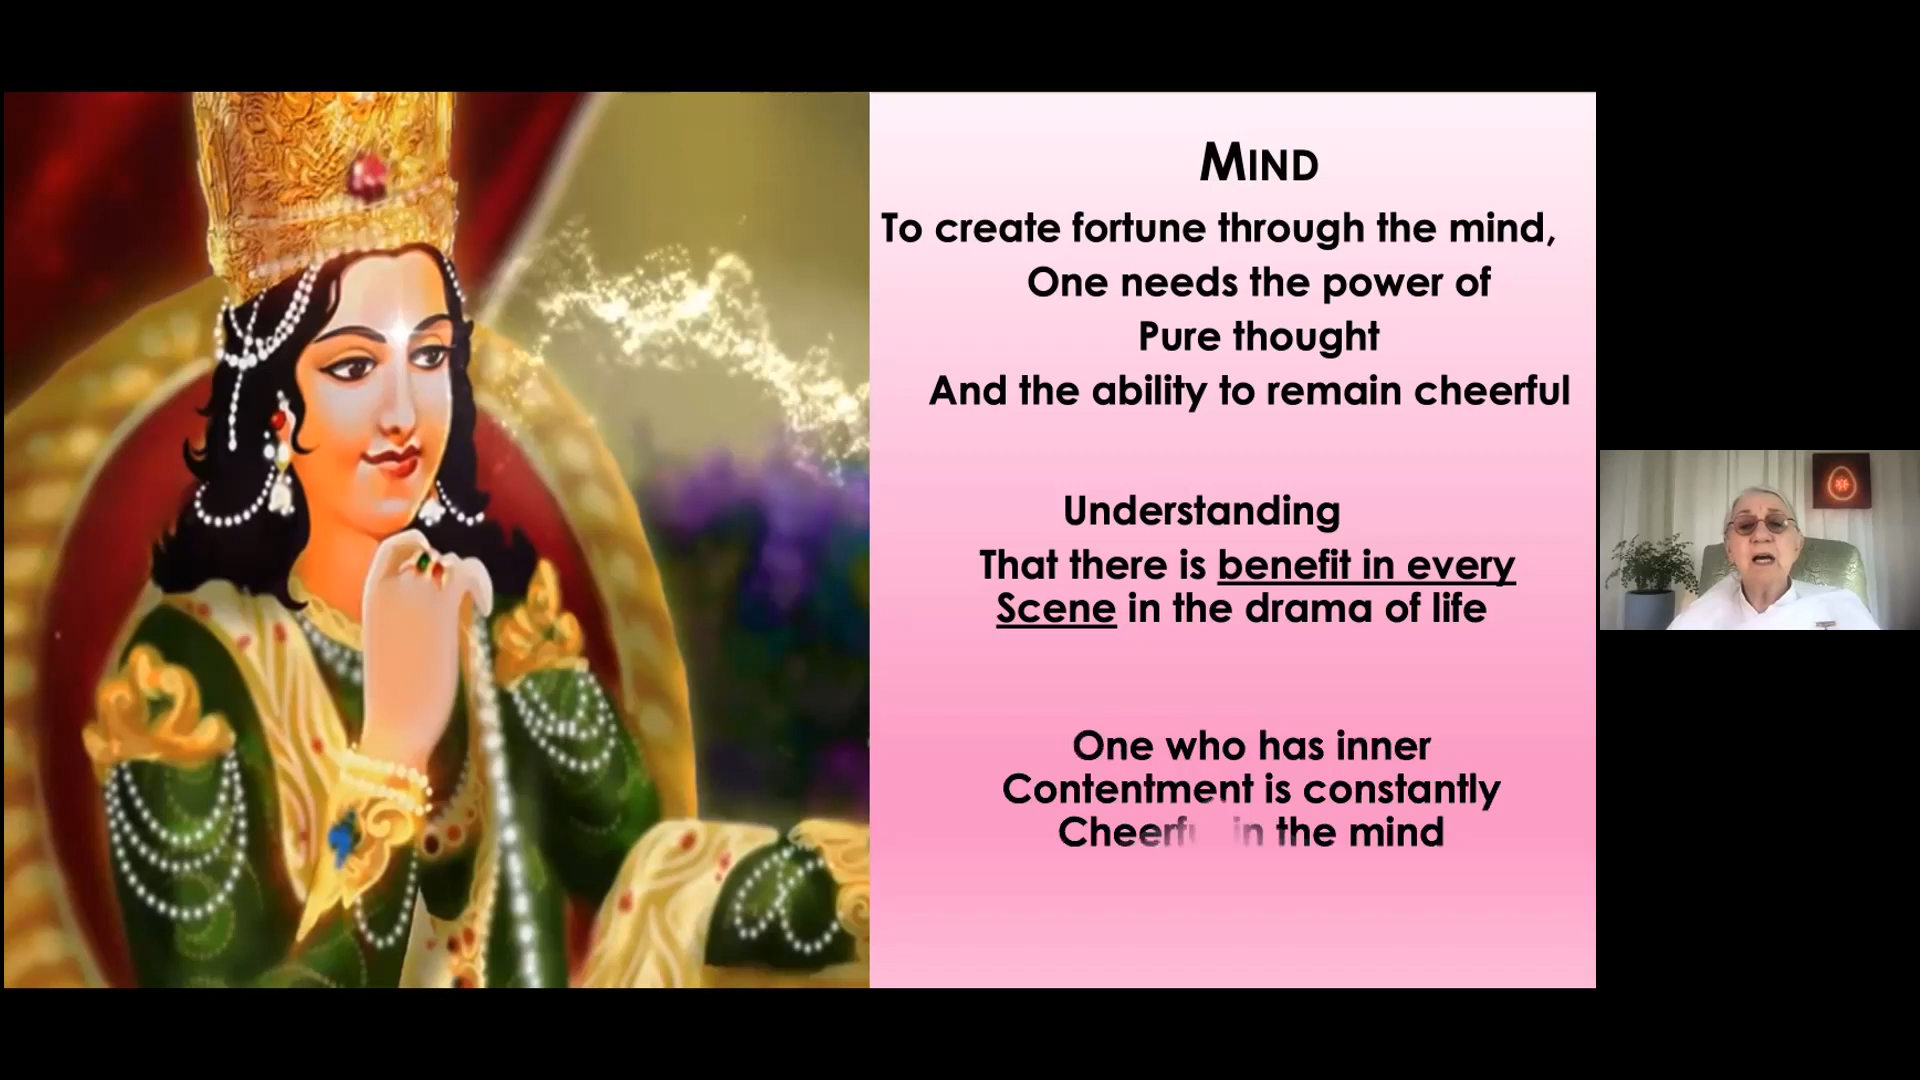 MIND
To create fortune through the mind,
One needs the power of
Pure thought
And the ability to remain cheerful
Understanding
That there is benefit in every
Scene in the drama of life
One who has inner
Contentment is constantly
Cheerful in the mind